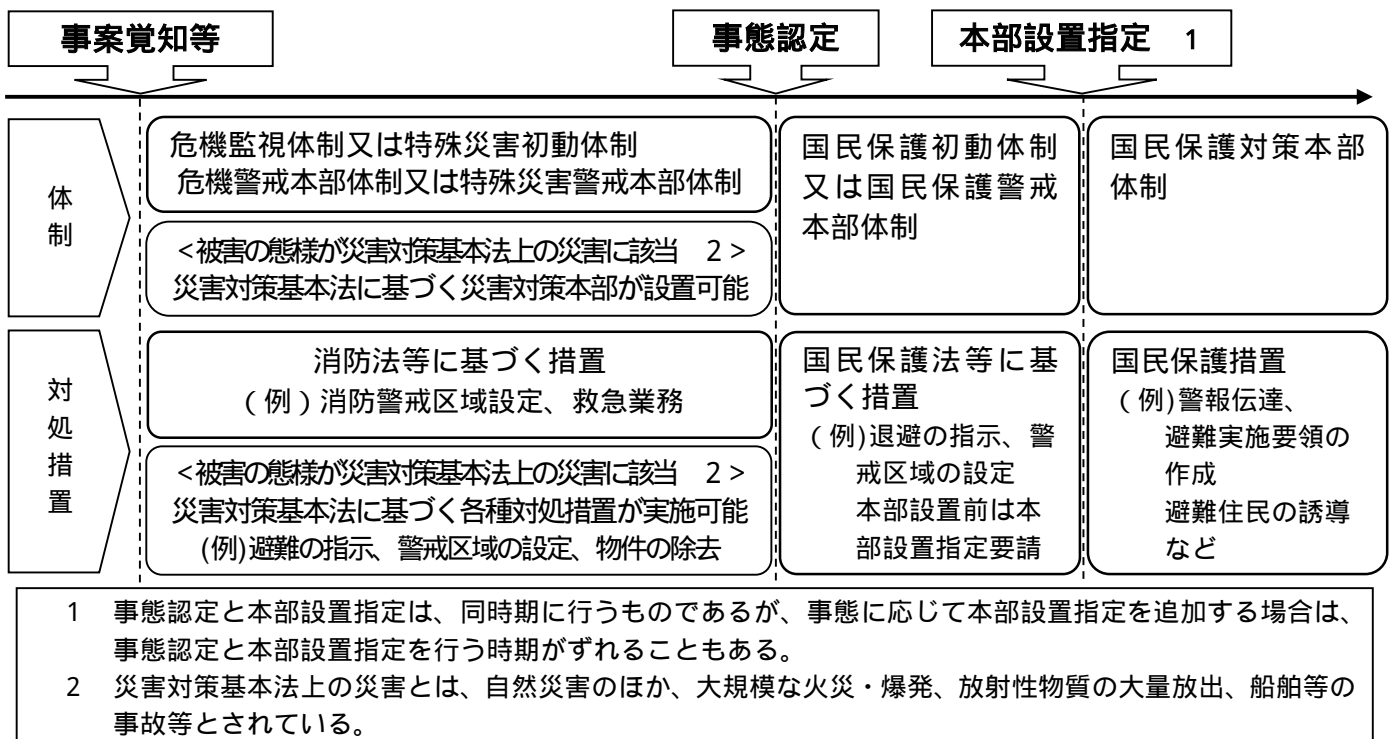 事案覚知等
事態認定
本部設置指定 1
体制
危機監視体制又は特殊災害初動体制
危機警戒本部体制又は特殊災害警戒本部体制
<被害の態様が災害対策基本法上の災害に該当 2>
災害対策基本法に基づく災害対策本部が設置可能
国民保護初動体制
又は国民保護警戒
本部体制
国民保護対策本部
体制
対処措置
消防法等に基づく措置
(例)消防警戒区域設定、救急業務
<被害の態様が災害対策基本法上の災害に該当 2>
災害対策基本法に基づく各種対処措置が実施可能
(例)避難の指示、警戒区域の設定、物件の除去
国民保護法等に基
づく措置
(例)退避の指示、警
戒区域の設定
本部設置前は本
部設置指定要請
国民保護措置
(例)警報伝達、
避難実施要領の
作成
避難住民の誘導
など
1 事態認定と本部設置指定は、同時期に行うものであるが、事態に応じて本部設置指定を追加する場合は、
事態認定と本部設置指定を行う時期がずれることもある。
2 災害対策基本法上の災害とは、自然災害のほか、大規模な火災・爆発、放射性物質の大量放出、船舶等の
事故等とされている。